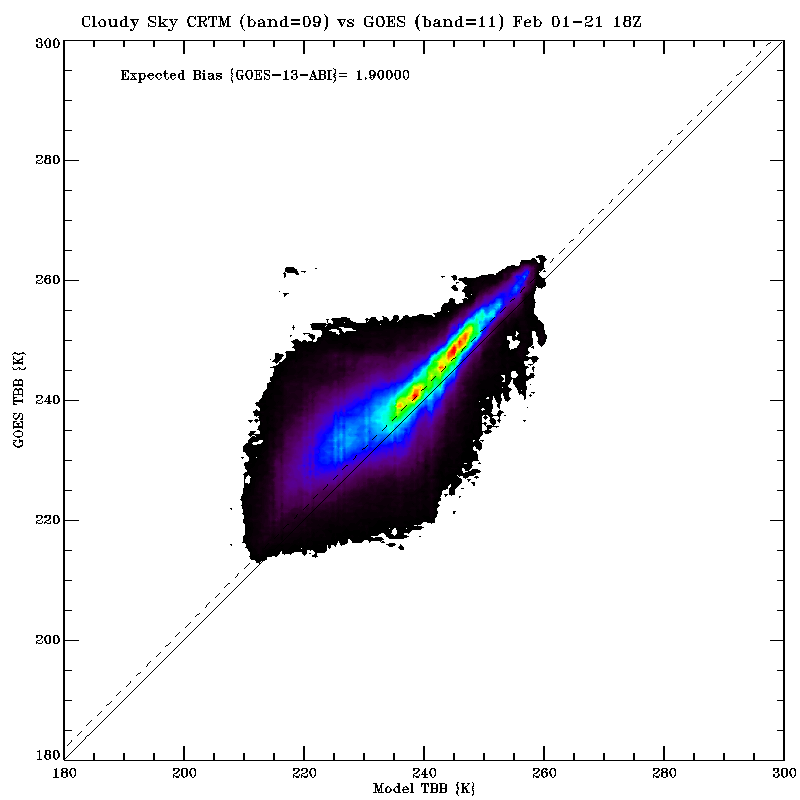 Cloudy Sky CRTM (band=09) vs GOES (band=11) Feb 01-21 18Z
300
Expected Bias {GOES-13-ABI}= 1.90000
280
260
GOES TBB {K}
240
220
200
180
180 200 220 240 260 280 300
Model TBB {K}